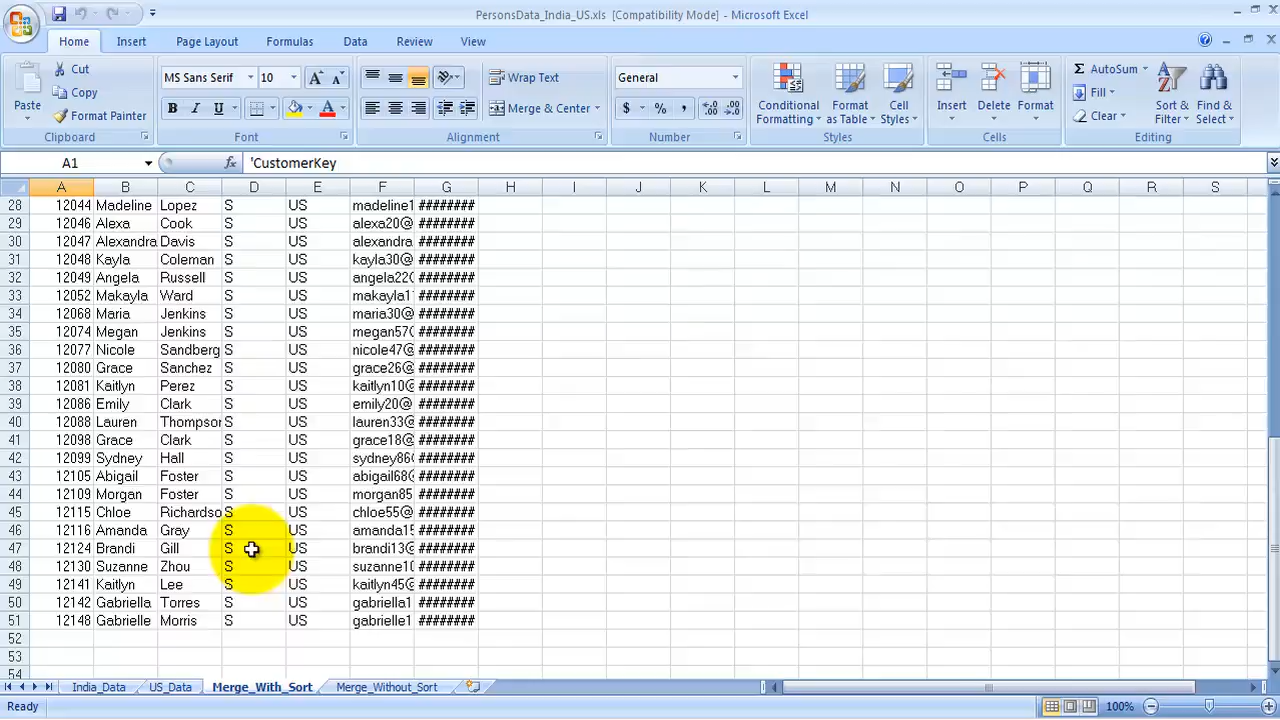 PersonsData_India_US.xls [Compatibility Mode] - Microsoft Excel
Home Insert Page Layout Formulas Data Review View
Paste Cut Copy Format Painter Clipboard
MS Sans Serif 10 A A B I U A Font
Wrap Text Merge & Center Alignment
General $ % , .0 .00 .00 .0 Number
Conditional Formatting Format as Table Cell Styles Styles
Insert Delete Format Cells
Σ AutoSum Fill Clear Sort & Filter Find & Select Editing
A1 fx 'CustomerKey
A B C D E F G H I J K L M N O P Q R S
28 12044 Madeline Lopez S US madeline1 ########
29 12046 Alexa Cook S US alexa20@ ########
30 12047 Alexandra Davis S US alexandra ########
31 12048 Kayla Coleman S US kayla30@ ########
32 12049 Angela Russell S US angela22@ ########
33 12052 Makayla Ward S US makayla1 ########
34 12068 Maria Jenkins S US maria30@ ########
35 12074 Megan Jenkins S US megan57@ ########
36 12077 Nicole Sandberg S US nicole47@ ########
37 12080 Grace Sanchez S US grace26@ ########
38 12081 Kaitlyn Perez S US kaitlyn10@ ########
39 12086 Emily Clark S US emily20@ ########
40 12088 Lauren Thompson S US lauren33@ ########
41 12098 Grace Clark S US grace18@ ########
42 12099 Sydney Hall S US sydney86@ ########
43 12105 Abigail Foster S US abigail68@ ########
44 12109 Morgan Foster S US morgan85 ########
45 12115 Chloe Richardso S US chloe55@ ########
46 12116 Amanda Gray S US amanda15 ########
47 12124 Brandi Gill S US brandi13@ ########
48 12130 Suzanne Zhou S US suzanne10 ########
49 12141 Kaitlyn Lee S US kaitlyn45@ ########
50 12142 Gabriella Torres S US gabriella1 ########
51 12148 Gabrielle Morris S US gabrielle1 ########
52
53
54
India_Data US_Data Merge_With_Sort Merge_Without_Sort
Ready 100%